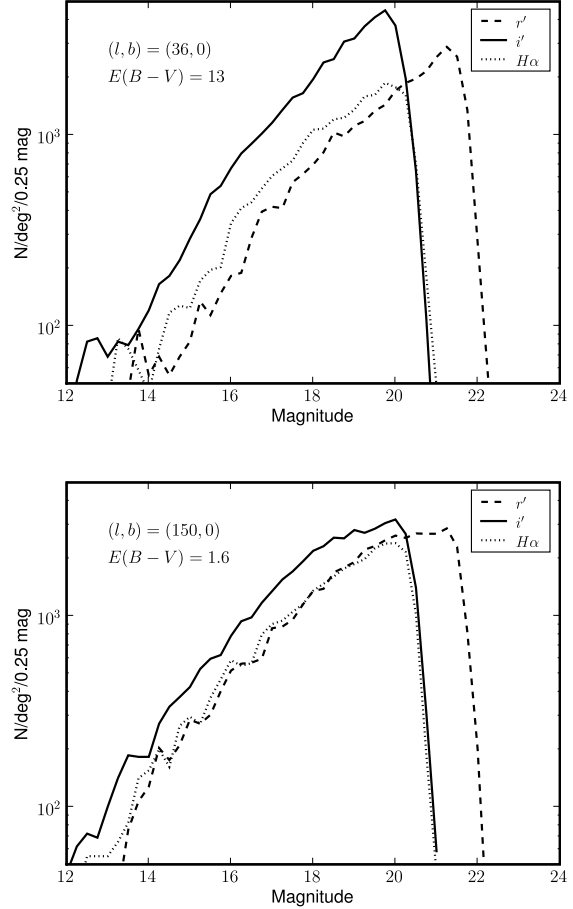 (l, b) = (36, 0)
E(B − V) = 13
r′
i′
Hα
N/deg²/0.25 mag
10³
10²
12 14 16 18 20 22 24
Magnitude
(l, b) = (150, 0)
E(B − V) = 1.6
r′
i′
Hα
N/deg²/0.25 mag
10³
10²
12 14 16 18 20 22 24
Magnitude